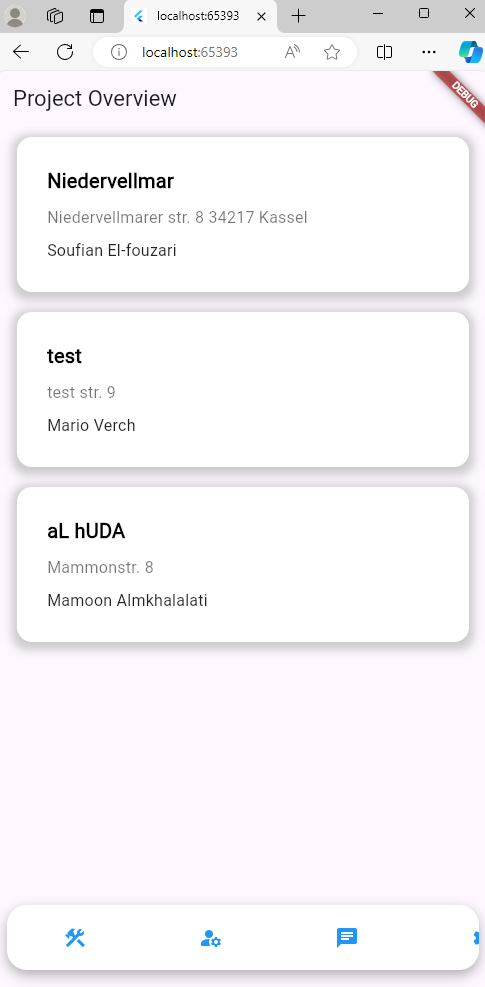 localhost:65393
localhost:65393
Project Overview
DEBUG
Niedervellmar
Niedervellmarer str. 8 34217 Kassel
Soufian El-fouzari
test
test str. 9
Mario Verch
aL hUDA
Mammonstr. 8
Mamoon Almkhalalati